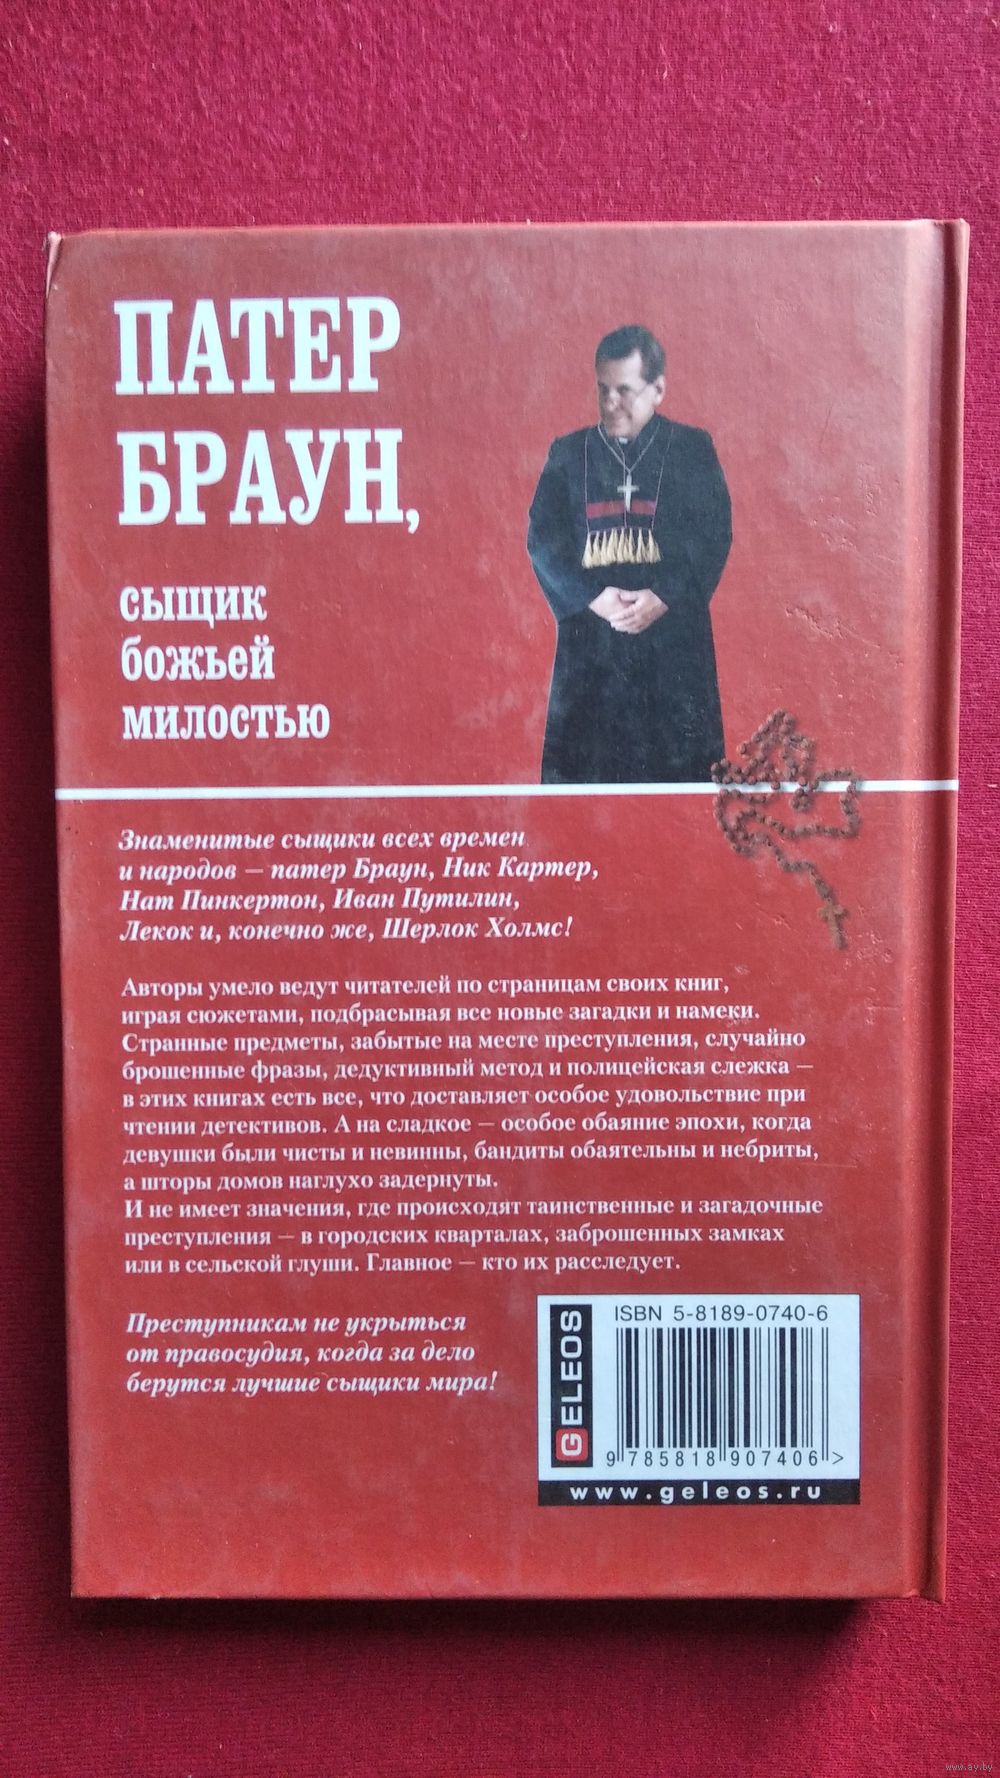 ПАТЕР
БРАУН,
сыщик
божьей
милостью
Знаменитые сыщики всех времен
и народов — патер Браун, Ник Картер,
Нат Пинкертон, Иван Путилин,
Лекок и, конечно же, Шерлок Холмс!
Авторы умело ведут читателей по страницам своих книг,
играя сюжетами, подбрасывая все новые загадки и намеки.
Странные предметы, забытые на месте преступления, случайно
брошенные фразы, дедуктивный метод и полицейская слежка —
в этих книгах есть все, что доставляет особое удовольствие при
чтении детективов. А на сладкое — особое обаяние эпохи, когда
девушки были чисты и невинны, бандиты обаятельны и небриты,
а шторы домов наглухо задернуты.
И не имеет значения, где происходят таинственные и загадочные
преступления — в городских кварталах, заброшенных замках
или в сельской глуши. Главное — кто их расследует.
Преступникам не укрыться
от правосудия, когда за дело
берутся лучшие сыщики мира!
GELEOS
ISBN 5-8189-0740-6
9 785818 907406 >
www.geleos.ru
www.ay.by